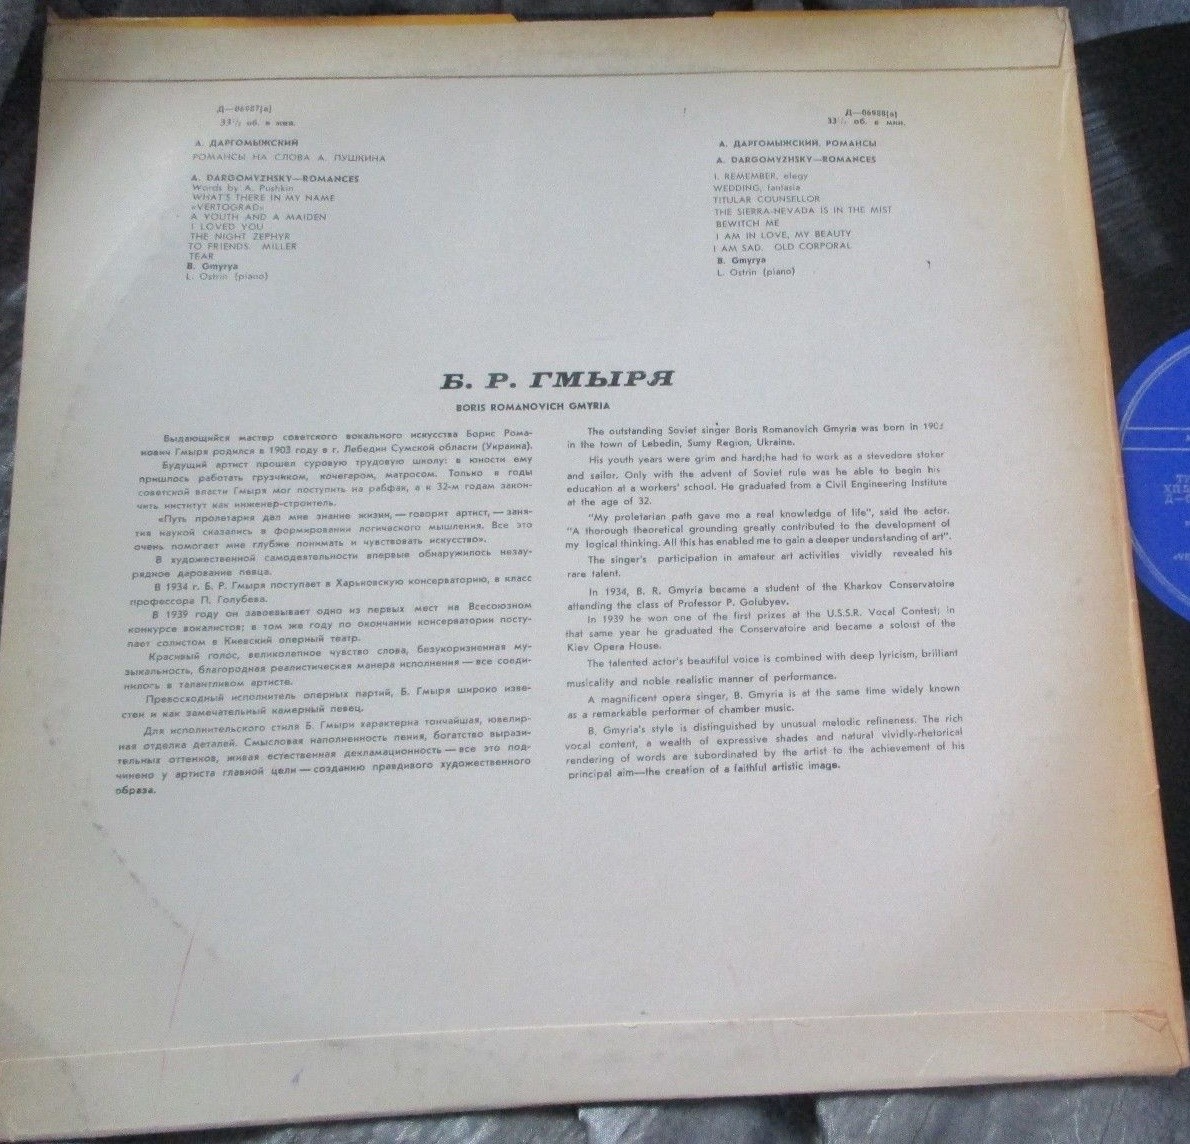 Д—06987(а)
33⅓ об. в мин.
А. ДАРГОМЫЖСКИЙ
РОМАНСЫ НА СЛОВА А. ПУШКИНА
A. DARGOMYZHSKY—ROMANCES
Words by A. Pushkin
WHAT'S THERE IN MY NAME
«VERTOGRAD»
A YOUTH AND A MAIDEN
I LOVED YOU
THE NIGHT ZEPHYR
TO FRIENDS. MILLER
TEAR
B. Gmyrya
L. Ostrin (piano)
Д—06988(а)
33⅓ об. в мин.
А. ДАРГОМЫЖСКИЙ. РОМАНСЫ
A. DARGOMYZHSKY—ROMANCES
I. REMEMBER, elegy
WEDDING, fantasia
TITULAR COUNSELLOR
THE SIERRA-NEVADA IS IN THE MIST
BEWITCH ME
I AM IN LOVE, MY BEAUTY
I AM SAD. OLD CORPORAL
B. Gmyrya
L. Ostrin (piano)
Б. Р. ГМЫРЯ
BORIS ROMANOVICH GMYRIA
Выдающийся мастер советского вокального искусства Борис Рома-
нович Гмыря родился в 1903 году в г. Лебедин Сумской области (Украина).
Будущий артист прошел суровую трудовую школу: в юности ему
пришлось работать грузчиком, кочегаром, матросом. Только в годы
советской власти Гмыря мог поступить на рабфак, а к 32-м годам закон-
чить институт как инженер-строитель.
«Путь пролетария дал мне знание жизни, — говорит артист, — заня-
тия наукой сказались в формировании логического мышления. Все это
очень помогает мне глубже понимать и чувствовать искусство».
В художественной самодеятельности впервые обнаружилось незау-
рядное дарование певца.
В 1934 г. Б. Р. Гмыря поступает в Харьковскую консерваторию, в класс
профессора П. Голубева.
В 1939 году он завоевывает одно из первых мест на Всесоюзном
конкурсе вокалистов; в том же году по окончании консерватории посту-
пает солистом в Киевский оперный театр.
Красивый голос, великолепное чувство слова, безукоризненная му-
зыкальность, благородная реалистическая манера исполнения — все соеди-
нилось в талантливом артисте.
Превосходный исполнитель оперных партий, Б. Гмыря широко изве-
стен и как замечательный камерный певец.
Для исполнительского стиля Б. Гмыри характерна тончайшая, ювелир-
ная отделка деталей. Смысловая наполненность пения, богатство вырази-
тельных оттенков, живая естественная декламационность — все это под-
чинено у артиста главной цели — созданию правдивого художественного
образа.
The outstanding Soviet singer Boris Romanovich Gmyria was born in 1903
in the town of Lebedin, Sumy Region, Ukraine.
His youth years were grim and hard;he had to work as a stevedore stoker
and sailor. Only with the advent of Soviet rule was he able to begin his
education at a workers' school. He graduated from a Civil Engineering Institute
at the age of 32.
"My proletarian path gave me a real knowledge of life", said the actor.
"A thorough theoretical grounding greatly contributed to the development of
my logical thinking. All this has enabled me to gain a deeper understanding of art".
The singer's participation in amateur art activities vividly revealed his
rare talent.
In 1934, B. R. Gmyria became a student of the Kharkov Conservatoire
attending the class of Professor P. Golubyev.
In 1939 he won one of the first prizes at the U.S.S.R. Vocal Contest; in
that same year he graduated the Conservatoire and became a soloist of the
Kiev Opera House.
The talented actor's beautiful voice is combined with deep lyricism, brilliant
musicality and noble realistic manner of performance.
A magnificent opera singer, B. Gmyria is at the same time widely known
as a remarkable performer of chamber music.
B. Gmyria's style is distinguished by unusual melodic refineness. The rich
vocal content, a wealth of expressive shades and natural vividly-rhetorical
rendering of words are subordinated by the artist to the achievement of his
principal aim—the creation of a faithful artistic image.